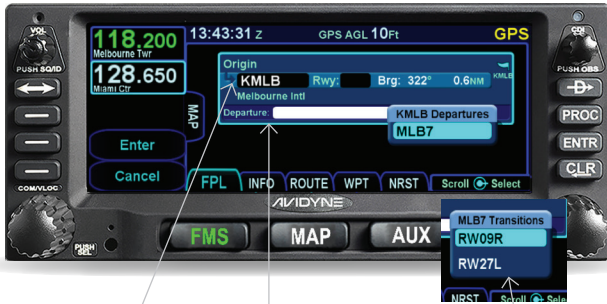 VOL
PUSH SQ/ID
COM/VLOC
PUSH SEL
118.200
Melbourne Twr
128.650
Miami Ctr
Enter
Cancel
13:43:31 Z GPS AGL 10Ft GPS
MAP
Origin
KMLB Rwy: Brg: 322° 0.6NM KMLB
Melbourne Intl
Departure:
KMLB Departures
MLB7
FPL INFO ROUTE WPT NRST Scroll Select
AVIDYNE
FMS MAP AUX
CDI
PUSH OBS
D
PROC
ENTR
CLR
MLB7 Transitions
RW09R
RW27L
NRST Scroll Sele